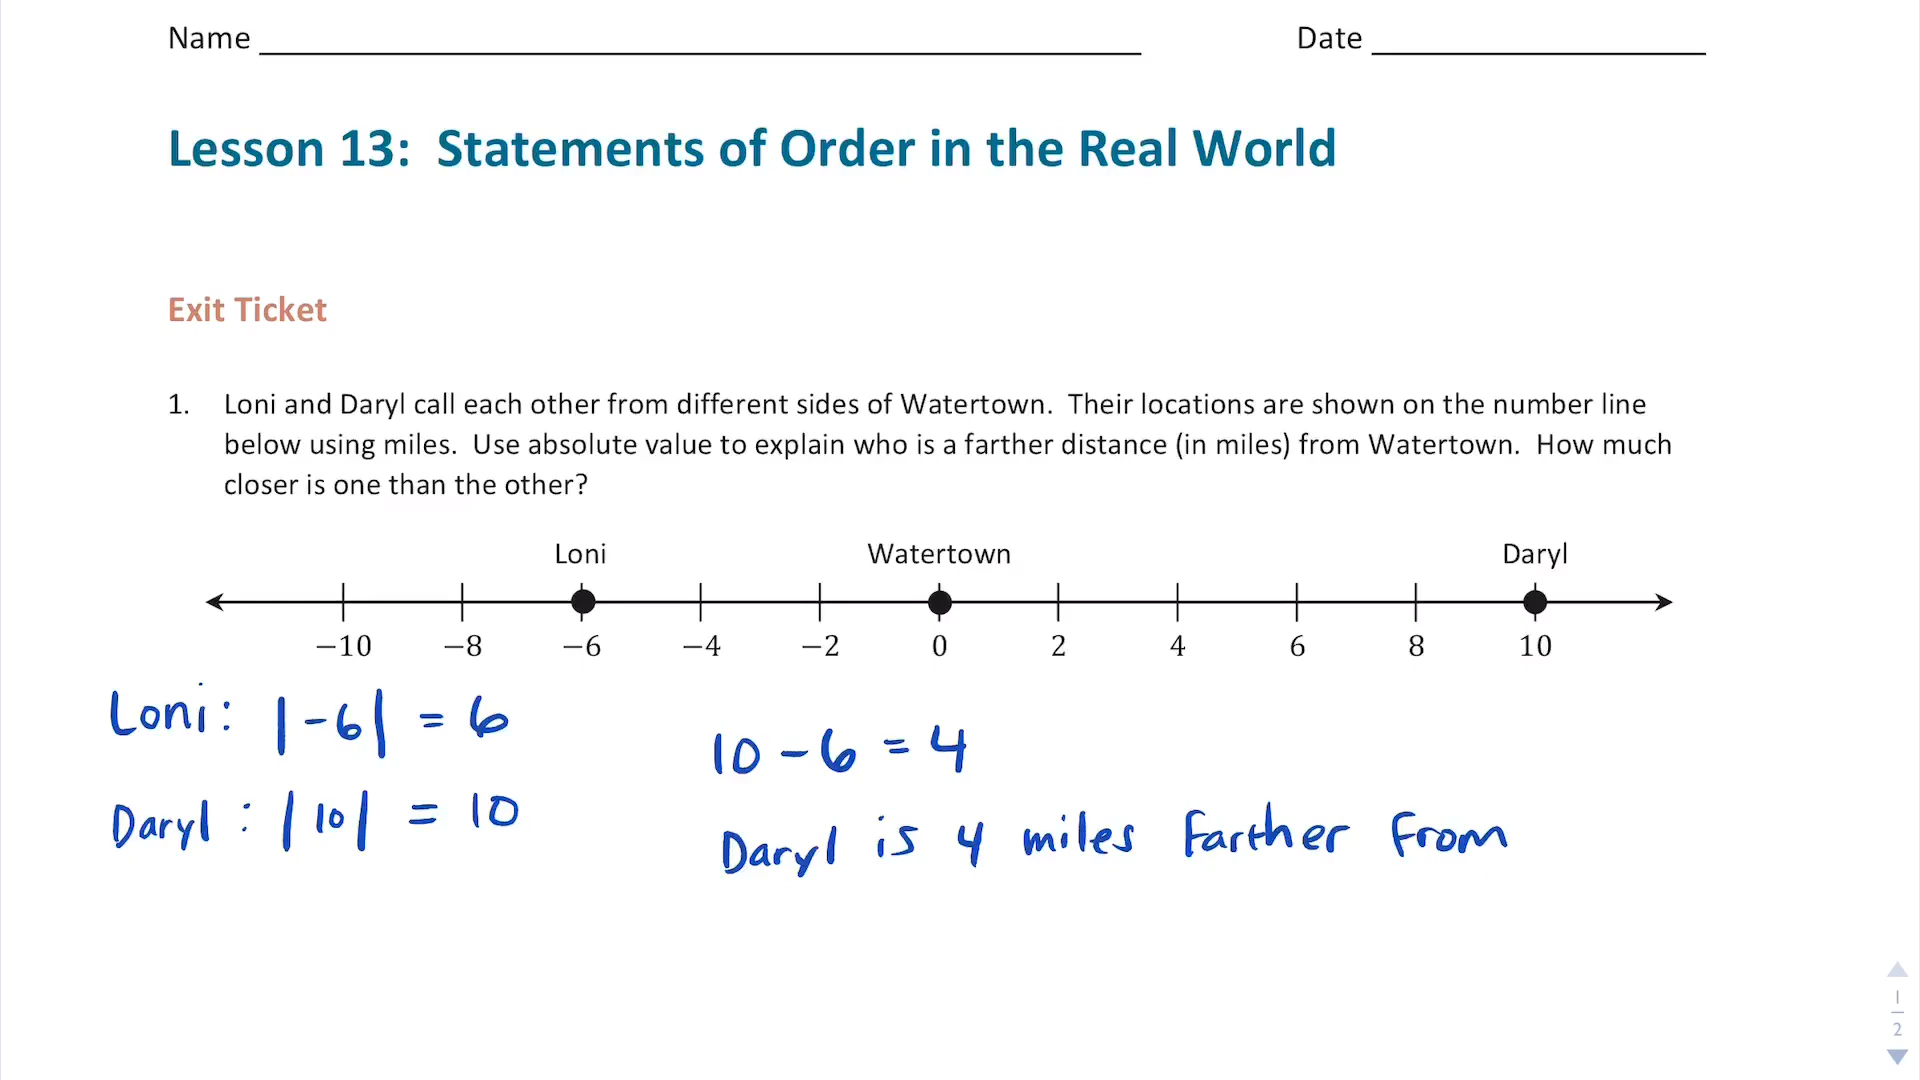 Name Date
Lesson 13: Statements of Order in the Real World
Exit Ticket
1. Loni and Daryl call each other from different sides of Watertown. Their locations are shown on the number line
below using miles. Use absolute value to explain who is a farther distance (in miles) from Watertown. How much
closer is one than the other?
Loni Watertown Daryl
−10 −8 −6 −4 −2 0 2 4 6 8 10
Loni: |-6| = 6
10 - 6 = 4
Daryl: |10| = 10
Daryl is 4 miles farther from
1
2